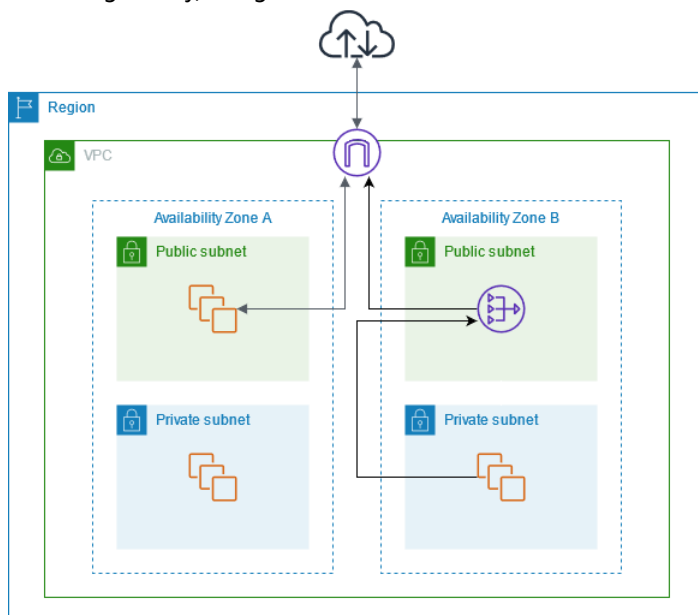 Region
VPC
Availability Zone A
Availability Zone B
Public subnet
Public subnet
Private subnet
Private subnet